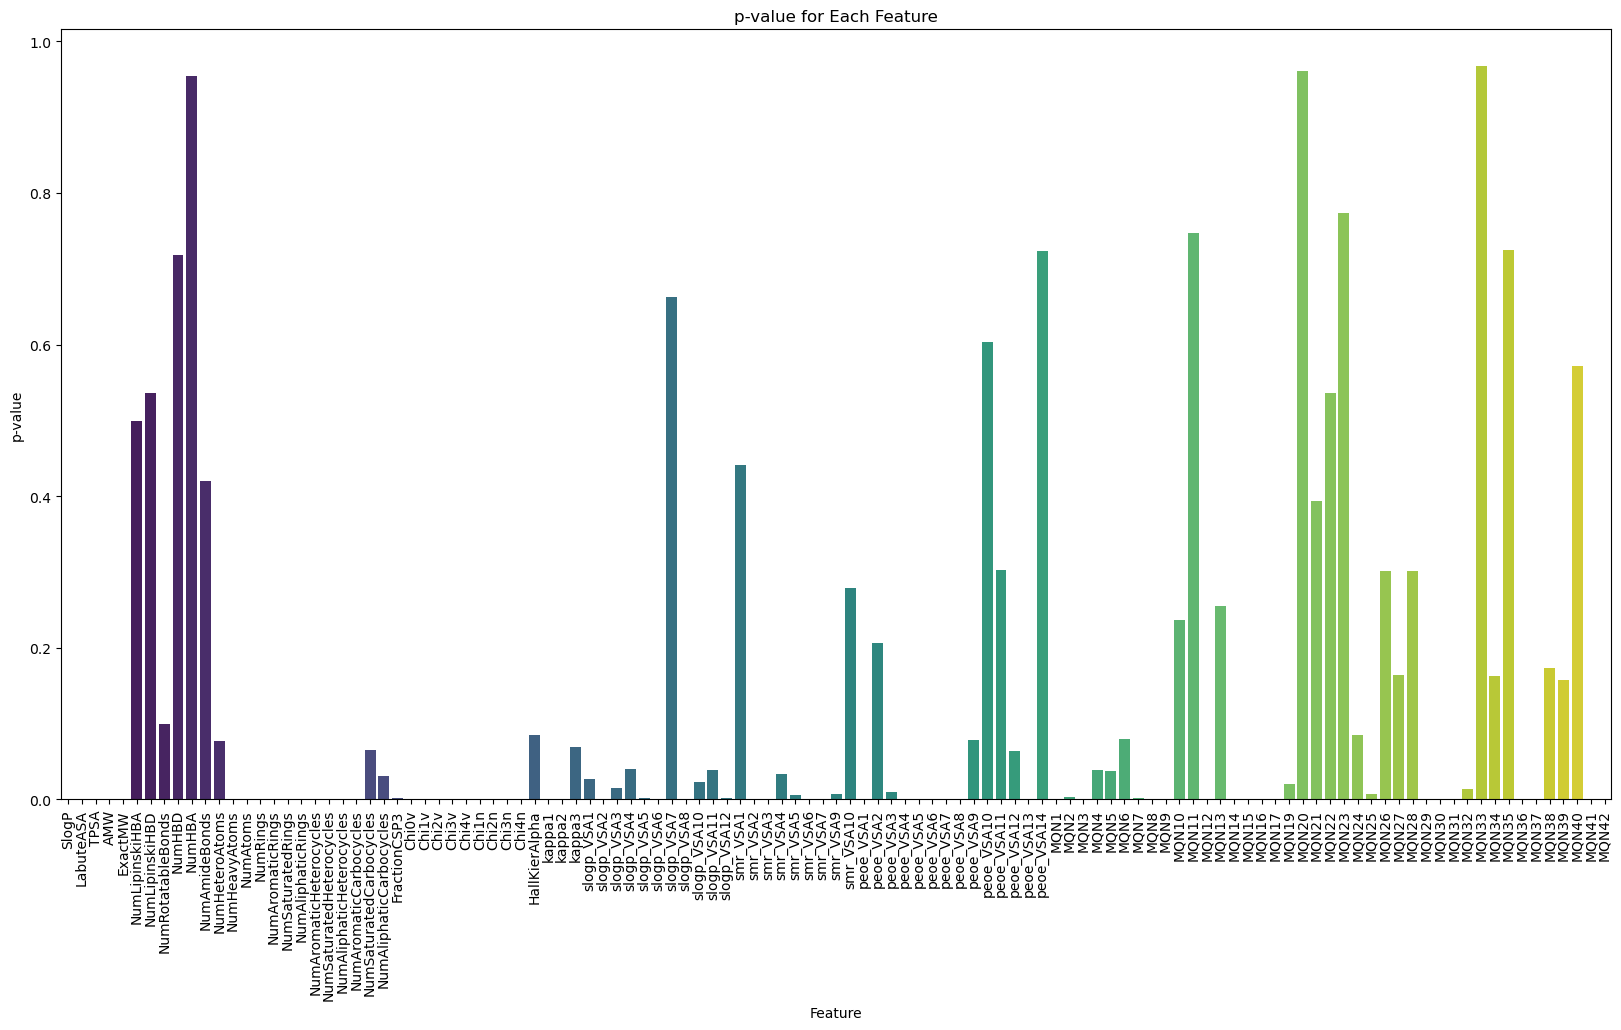 p-value for Each Feature
1.0
0.8
0.6
0.4
0.2
0.0
p-value
SlogP
LabuteASA
TPSA
AMW
ExactMW
NumLipinskiHBA
NumLipinskiHBD
NumRotatableBonds
NumHBD
NumHBA
NumAmideBonds
NumHeteroAtoms
NumHeavyAtoms
NumAtoms
NumRings
NumAromaticRings
NumSaturatedRings
NumAliphaticRings
NumAromaticHeterocycles
NumSaturatedHeterocycles
NumAliphaticHeterocycles
NumAromaticCarbocycles
NumSaturatedCarbocycles
NumAliphaticCarbocycles
FractionCSP3
Chi0v
Chi1v
Chi2v
Chi3v
Chi4v
Chi1n
Chi2n
Chi3n
Chi4n
HallKierAlpha
kappa1
kappa2
kappa3
slogp_VSA1
slogp_VSA2
slogp_VSA3
slogp_VSA4
slogp_VSA5
slogp_VSA6
slogp_VSA7
slogp_VSA8
slogp_VSA10
slogp_VSA11
slogp_VSA12
smr_VSA1
smr_VSA2
smr_VSA3
smr_VSA4
smr_VSA5
smr_VSA6
smr_VSA7
smr_VSA9
smr_VSA10
peoe_VSA1
peoe_VSA2
peoe_VSA3
peoe_VSA4
peoe_VSA5
peoe_VSA6
peoe_VSA7
peoe_VSA8
peoe_VSA9
peoe_VSA10
peoe_VSA11
peoe_VSA12
peoe_VSA13
peoe_VSA14
MQN1
MQN2
MQN3
MQN4
MQN5
MQN6
MQN7
MQN8
MQN9
MQN10
MQN11
MQN12
MQN13
MQN14
MQN15
MQN16
MQN17
MQN19
MQN20
MQN21
MQN22
MQN23
MQN24
MQN25
MQN26
MQN27
MQN28
MQN29
MQN30
MQN31
MQN32
MQN33
MQN34
MQN35
MQN36
MQN37
MQN38
MQN39
MQN40
MQN41
MQN42
Feature